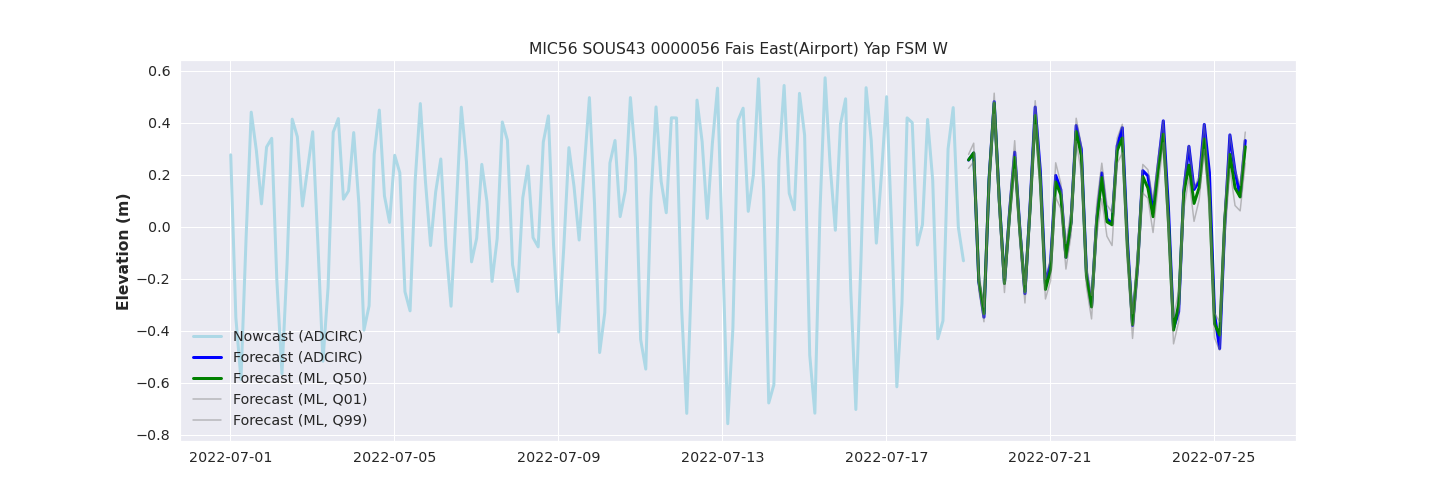 MIC56 SOUS43 0000056 Fais East(Airport) Yap FSM W
Elevation (m)
0.6
0.4
0.2
0.0
−0.2
−0.4
−0.6
−0.8
Nowcast (ADCIRC)
Forecast (ADCIRC)
Forecast (ML, Q50)
Forecast (ML, Q01)
Forecast (ML, Q99)
2022-07-01
2022-07-05
2022-07-09
2022-07-13
2022-07-17
2022-07-21
2022-07-25